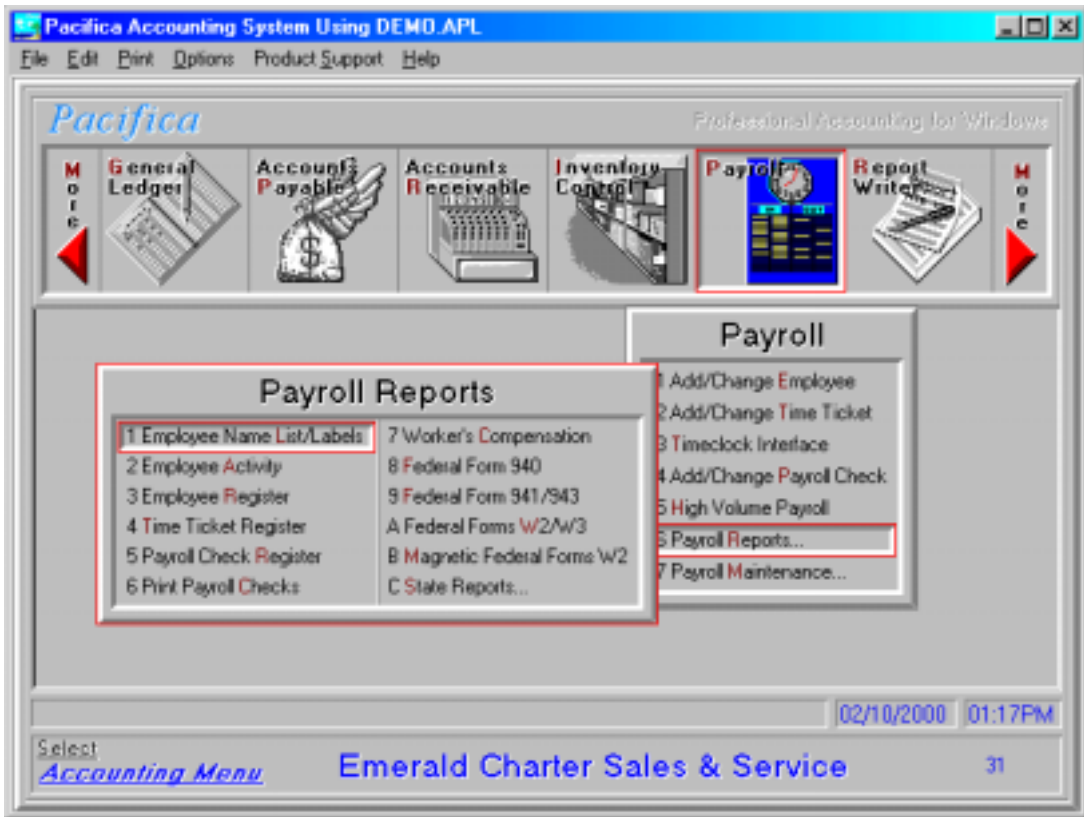 Pacifica Accounting System Using DEMO.APL
File Edit Print Options Product Support Help
Pacifica
Professional Accounting for Windows
More
General Ledger
Accounts Payable
Accounts Receivable
Inventory Control
Payroll
Report Writer
More
Payroll
1 Add/Change Employee
2 Add/Change Time Ticket
3 Timeclock Interface
4 Add/Change Payroll Check
5 High Volume Payroll
6 Payroll Reports...
7 Payroll Maintenance...
Payroll Reports
1 Employee Name List/Labels
2 Employee Activity
3 Employee Register
4 Time Ticket Register
5 Payroll Check Register
6 Print Payroll Checks
7 Worker's Compensation
8 Federal Form 940
9 Federal Form 941/943
A Federal Forms W2/W3
B Magnetic Federal Forms W2
C State Reports...
02/10/2000 01:17PM
Select
Accounting Menu
Emerald Charter Sales & Service
31